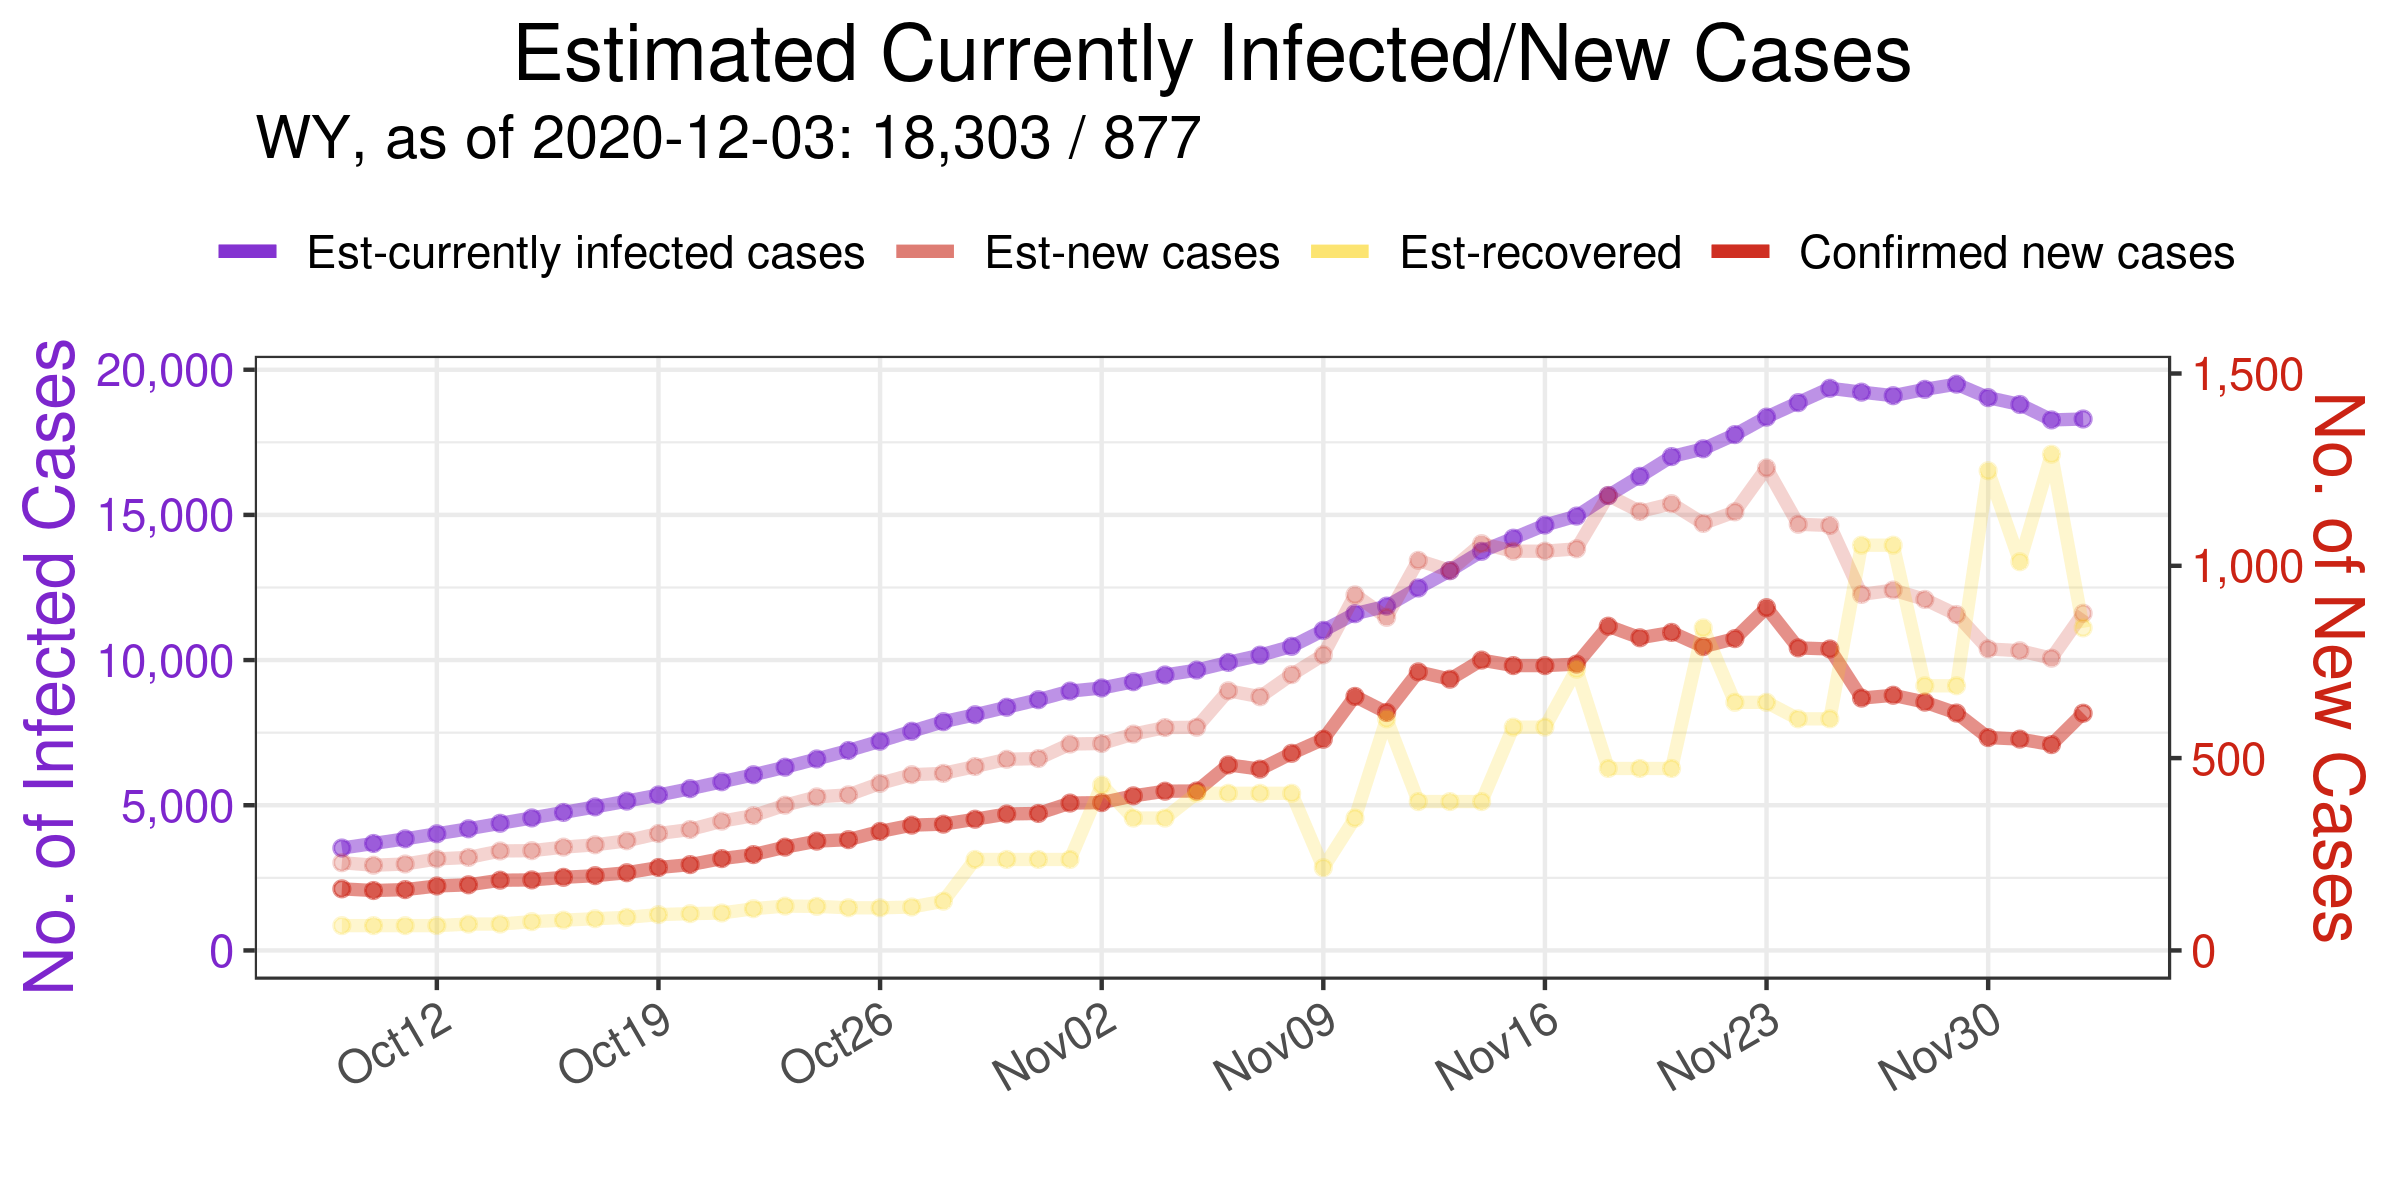 Estimated Currently Infected/New Cases
WY, as of 2020-12-03: 18,303 / 877
Est-currently infected cases Est-new cases Est-recovered Confirmed new cases
No. of Infected Cases
20,000
15,000
10,000
5,000
0
1,500
1,000
500
0
No. of New Cases
Oct12 Oct19 Oct26 Nov02 Nov09 Nov16 Nov23 Nov30